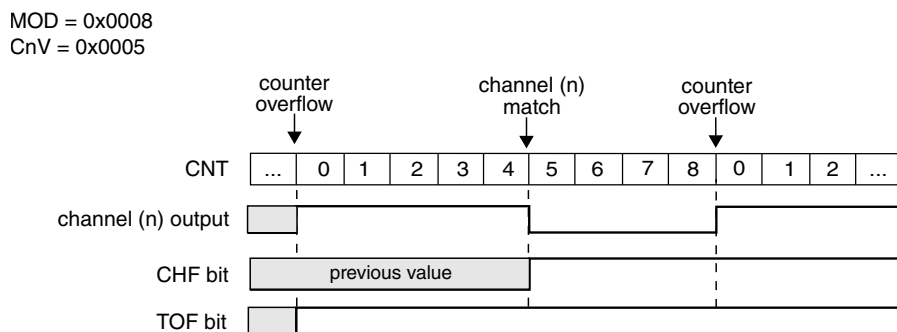 MOD = 0x0008
CnV = 0x0005
counter overflow
channel (n) match
counter overflow
CNT ... 0 1 2 3 4 5 6 7 8 0 1 2 ...
channel (n) output
CHF bit previous value
TOF bit